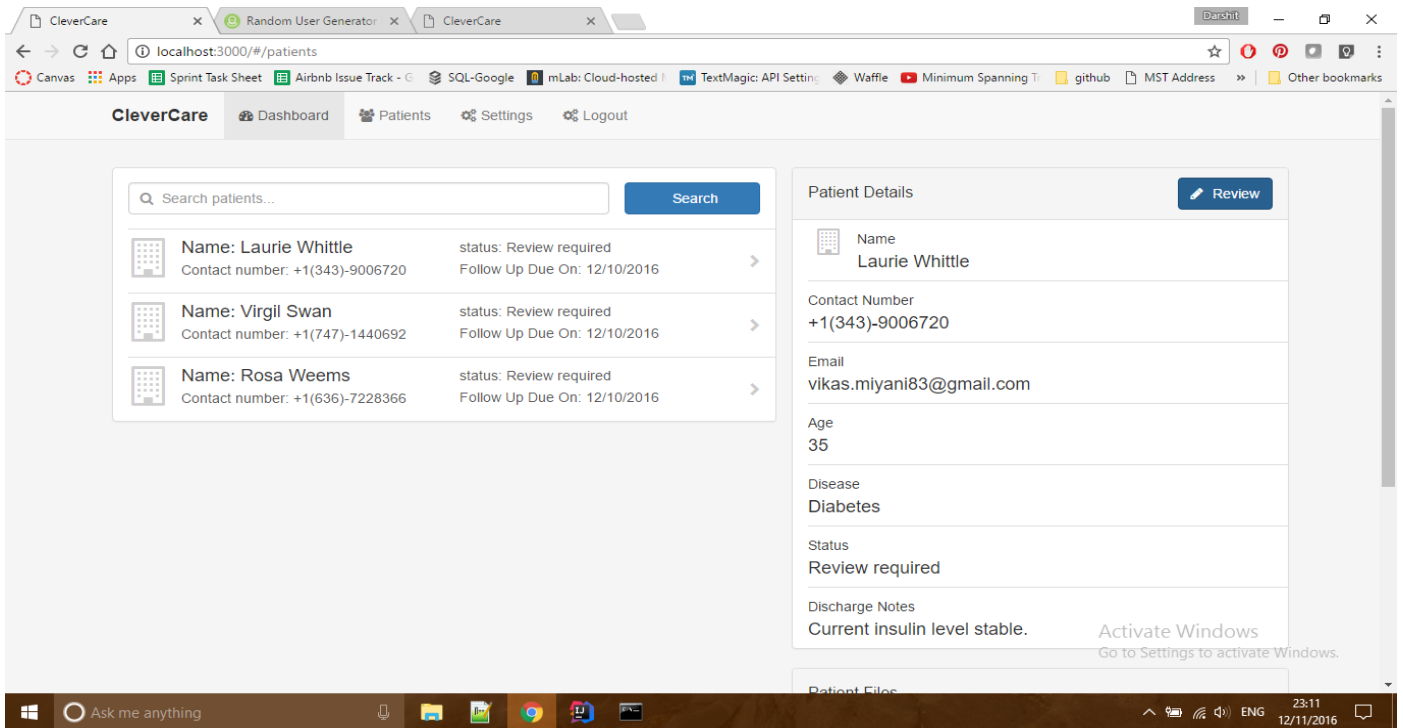 CleverCare
Random User Generator
CleverCare
Darshit
localhost:3000/#/patients
Canvas Apps Sprint Task Sheet Airbnb Issue Track - G SQL-Google mLab: Cloud-hosted TextMagic: API Setting Waffle Minimum Spanning Tr github MST Address » Other bookmarks
CleverCare Dashboard Patients Settings Logout
Search patients... Search
Name: Laurie Whittle status: Review required
Contact number: +1(343)-9006720 Follow Up Due On: 12/10/2016
Name: Virgil Swan status: Review required
Contact number: +1(747)-1440692 Follow Up Due On: 12/10/2016
Name: Rosa Weems status: Review required
Contact number: +1(636)-7228366 Follow Up Due On: 12/10/2016
Patient Details Review
Name
Laurie Whittle
Contact Number
+1(343)-9006720
Email
vikas.miyani83@gmail.com
Age
35
Disease
Diabetes
Status
Review required
Discharge Notes
Current insulin level stable.
Activate Windows
Go to Settings to activate Windows.
Patient Files
Ask me anything
ENG
23:11
12/11/2016